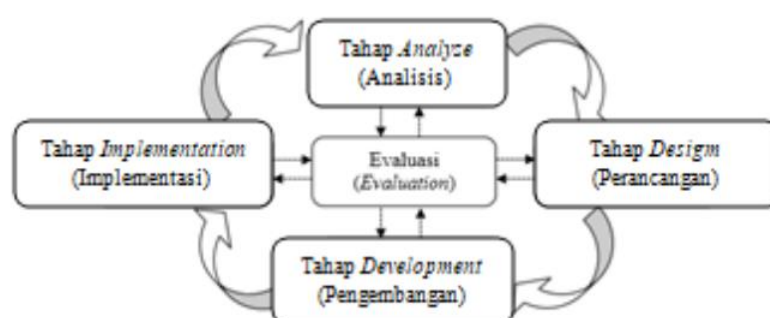 Tahap Analyze
(Analisis)
Tahap Implementation
(Implementasi)
Evaluasi
(Evaluation)
Tahap Desigm
(Perancangan)
Tahap Development
(Pengembangan)